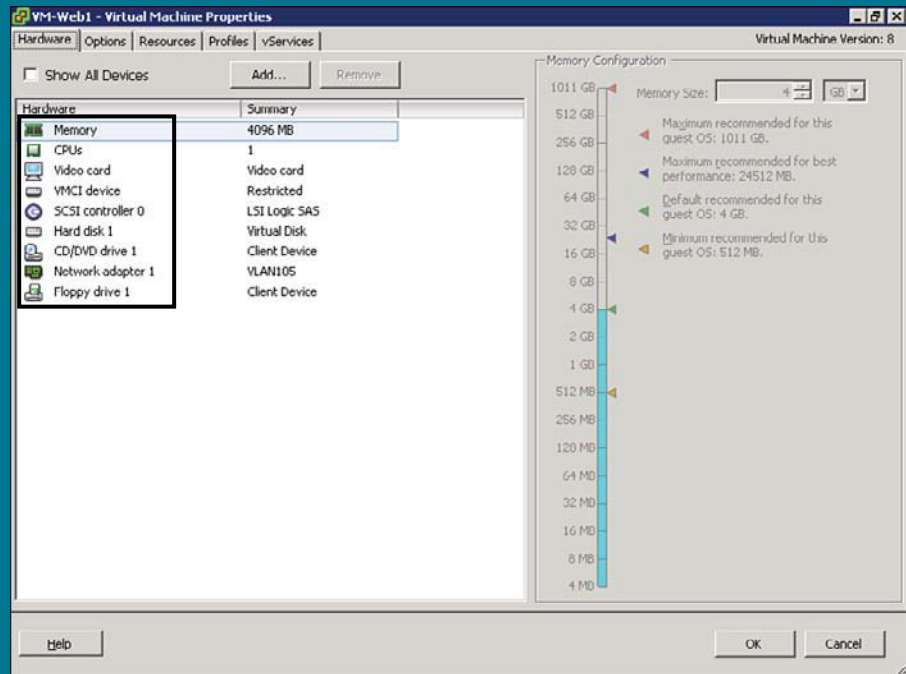 VM-Web1 - Virtual Machine Properties
Hardware Options Resources Profiles vServices
Virtual Machine Version: 8
Show All Devices
Add...
Remove
Hardware Summary
Memory 4096 MB
CPUs 1
Video card Video card
VMCI device Restricted
SCSI controller 0 LSI Logic SAS
Hard disk 1 Virtual Disk
CD/DVD drive 1 Client Device
Network adapter 1 VLAN105
Floppy drive 1 Client Device
Memory Configuration
1011 GB
512 GB
256 GB
128 GB
64 GB
32 GB
16 GB
8 GB
4 GB
2 GB
1 GB
512 MB
256 MB
128 MB
64 MB
32 MB
16 MB
8 MB
4 MB
Memory Size: 4 GB
Maximum recommended for this
guest OS: 1011 GB.
Maximum recommended for best
performance: 24512 MB.
Default recommended for this
guest OS: 4 GB.
Minimum recommended for this
guest OS: 512 MB.
Help
OK
Cancel